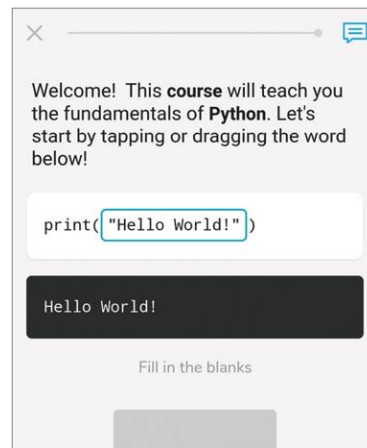 Welcome! This course will teach you
the fundamentals of Python. Let's
start by tapping or dragging the word
below!
print("Hello World!")
Hello World!
Fill in the blanks